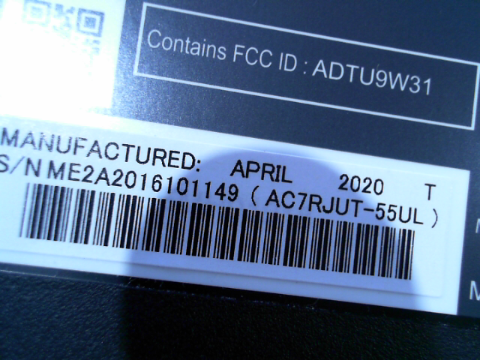 Contains FCC ID : ADTU9W31
MANUFACTURED: APRIL 2020 T
S/N ME2A2016101149 ( AC7RJUT-55UL )